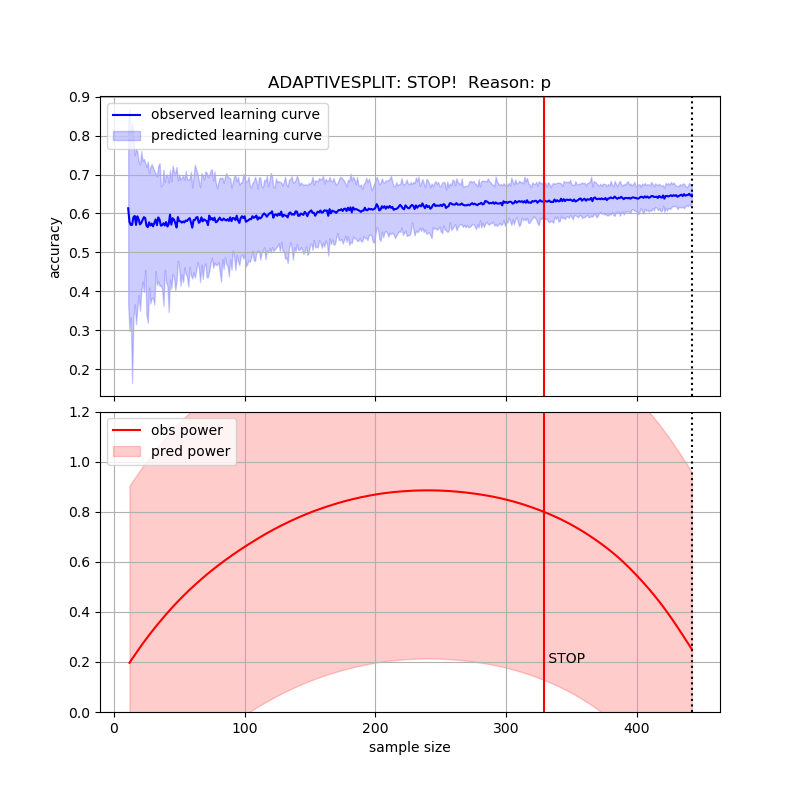 ADAPTIVESPLIT: STOP!  Reason: p
0.9
observed learning curve
predicted learning curve
0.8
0.7
0.6
0.5
0.4
0.3
0.2
accuracy
1.2
obs power
pred power
1.0
0.8
0.6
0.4
0.2
0.0
STOP
0
100
200
300
400
sample size